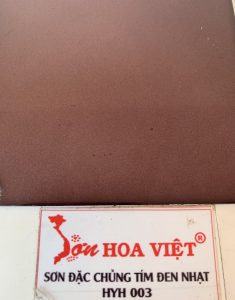 Sơn HOA VIỆT®
SƠN ĐẶC CHỦNG TÍM ĐEN NHẠT
HYH 003